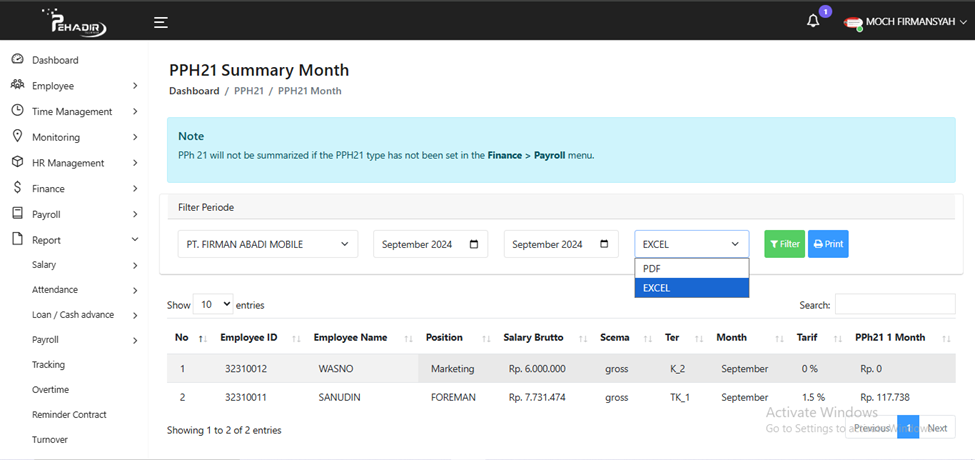 PEHADIR
1
MOCH FIRMANSYAH
Dashboard
Employee
Time Management
Monitoring
HR Management
Finance
Payroll
Report
Salary
Attendance
Loan / Cash advance
Payroll
Tracking
Overtime
Reminder Contract
Turnover
PPH21 Summary Month
Dashboard / PPH21 / PPH21 Month
Note
PPh 21 will not be summarized if the PPH21 type has not been set in the Finance > Payroll menu.
Filter Periode
PT. FIRMAN ABADI MOBILE September 2024 September 2024 EXCEL Filter Print
PDF
EXCEL
Show 10 entries Search:
No Employee ID Employee Name Position Salary Brutto Scema Ter Month Tarif PPh21 1 Month
1 32310012 WASNO Marketing Rp. 6.000.000 gross K_2 September 0 % Rp. 0
2 32310011 SANUDIN FOREMAN Rp. 7.731.474 gross TK_1 September 1.5 % Rp. 117.738
Showing 1 to 2 of 2 entries
Previous 1 Next
Activate Windows
Go to Settings to activate Windows.